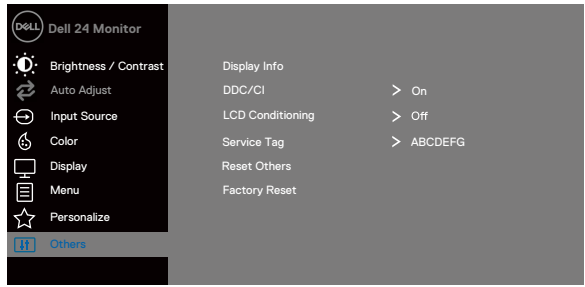 DELL Dell 24 Monitor
Brightness / Contrast
Auto Adjust
Input Source
Color
Display
Menu
Personalize
Others
Display Info
DDC/CI > On
LCD Conditioning > Off
Service Tag > ABCDEFG
Reset Others
Factory Reset